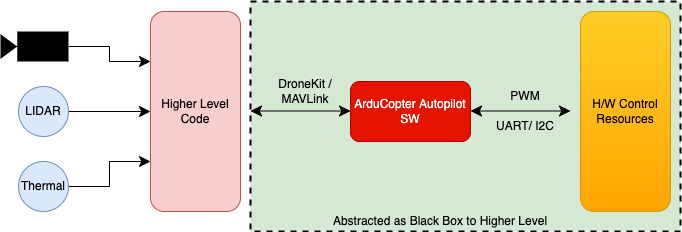 LIDAR
Thermal
Higher Level
Code
DroneKit /
MAVLink
ArduCopter Autopilot
SW
PWM
UART/ I2C
H/W Control
Resources
Abstracted as Black Box to Higher Level